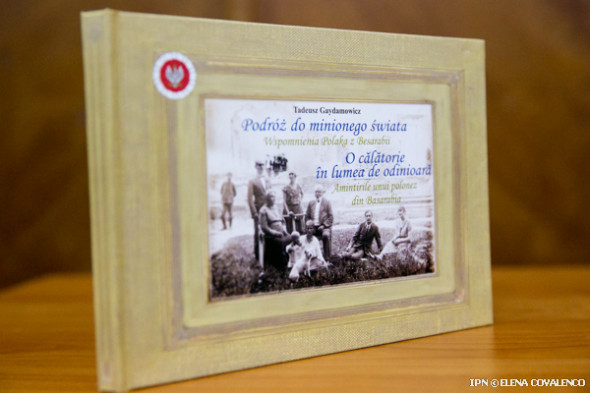 Tadeusz Gaydamowicz
Podróż do minionego świata
Wspomnienia Polaka z Besarabii
O călătorie
în lumea de odinioară
Amintirile unui polonez
din Basarabia
IPN © ELENA COVALENCO